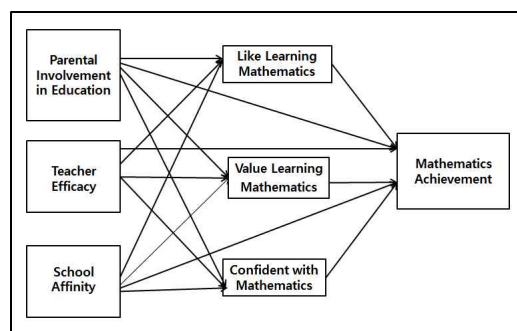 Parental
Involvement
in Education
Like Learning
Mathematics
Teacher
Efficacy
Value Learning
Mathematics
Mathematics
Achievement
School
Affinity
Confident with
Mathematics